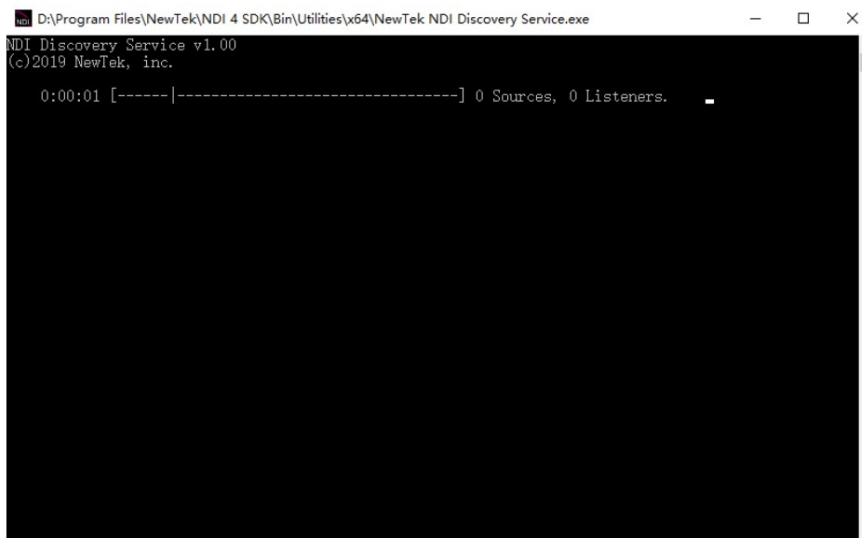 NDI D:\Program Files\NewTek\NDI 4 SDK\Bin\Utilities\x64\NewTek NDI Discovery Service.exe
NDI Discovery Service v1.00
(c)2019 NewTek, inc.
0:00:01 [------|---------------------------------] 0 Sources, 0 Listeners.